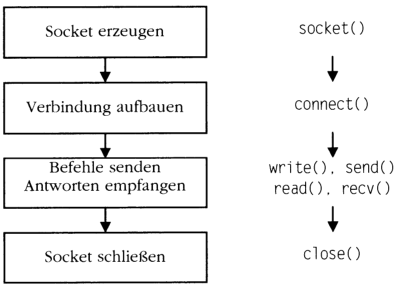 Socket erzeugen
socket()
Verbindung aufbauen
connect()
Befehle senden
Antworten empfangen
write(), send()
read(), recv()
Socket schließen
close()